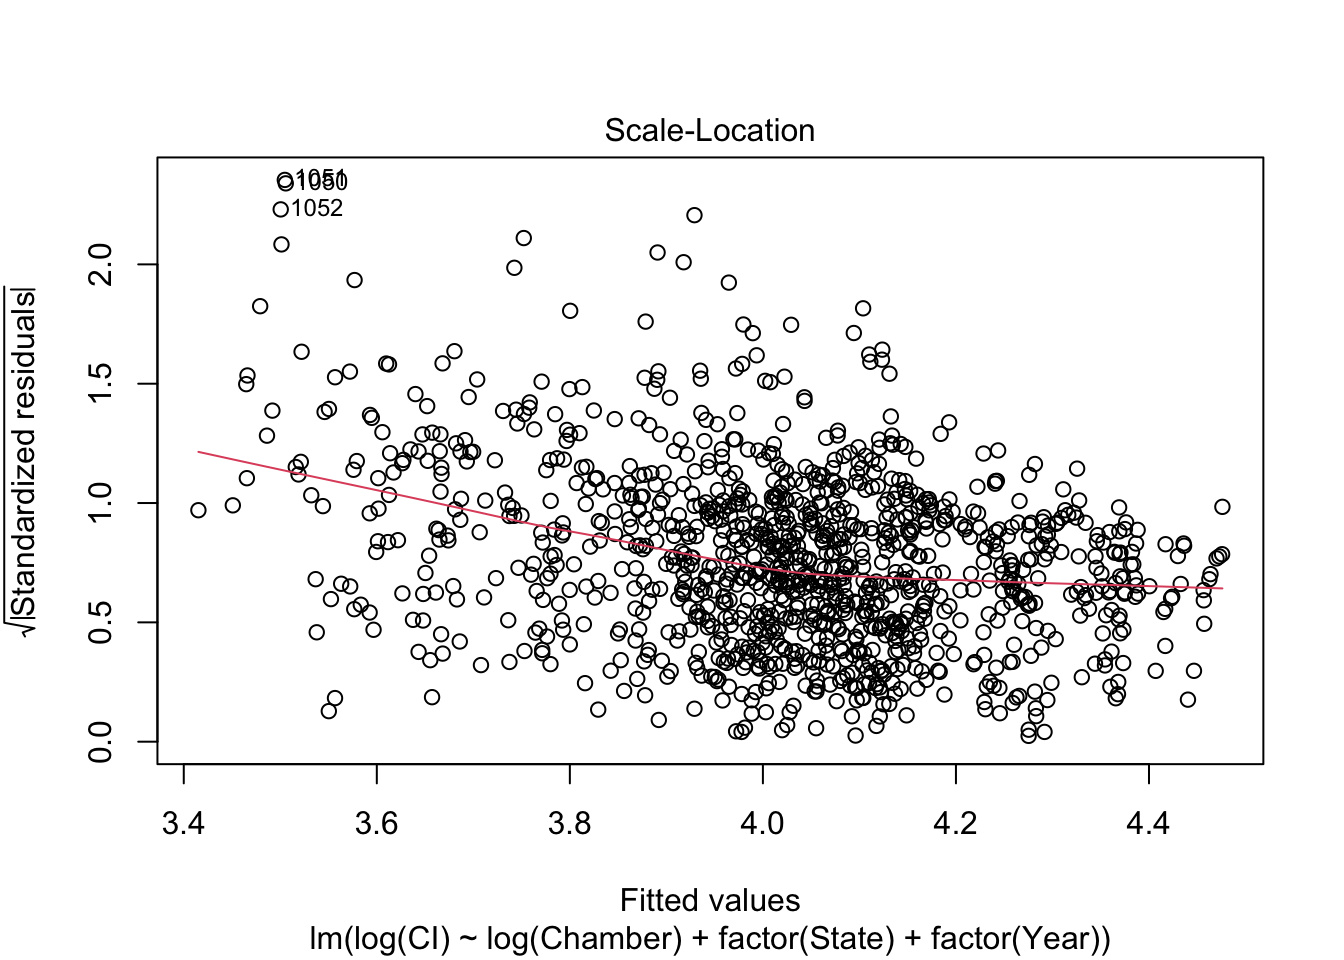 Scale-Location
1051
1050
1052
√|Standardized residuals|
2.0
1.5
1.0
0.5
0.0
3.4 3.6 3.8 4.0 4.2 4.4
Fitted values
lm(log(CI) ~ log(Chamber) + factor(State) + factor(Year))